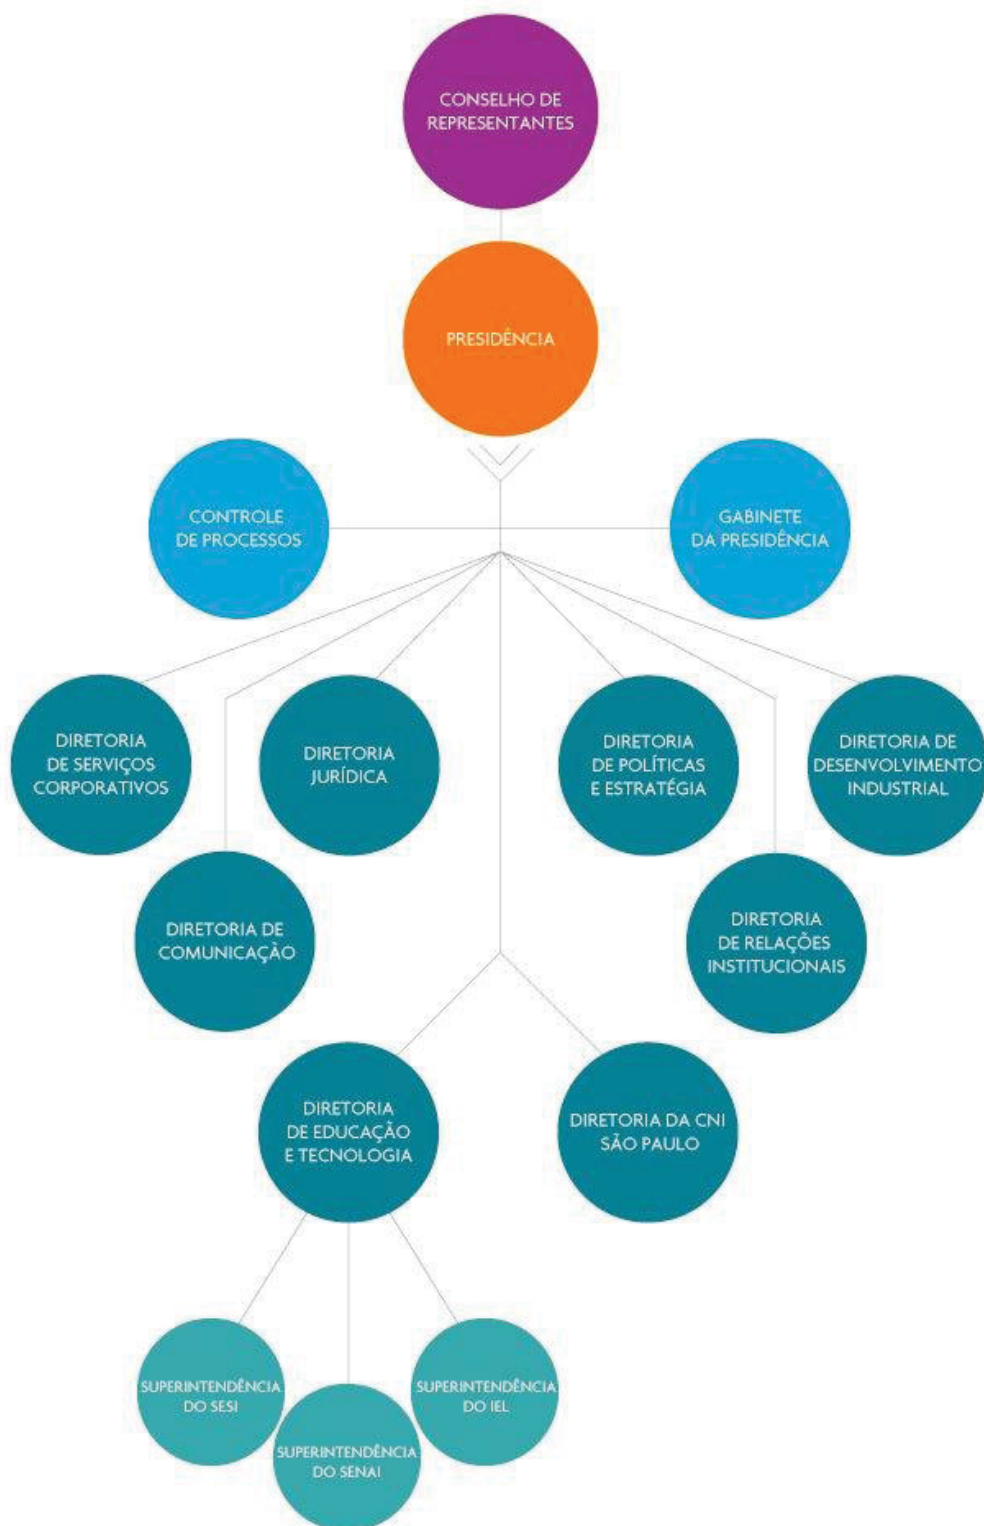 CONSELHO DE
REPRESENTANTES
PRESIDÊNCIA
CONTROLE
DE PROCESSOS
GABINETE
DA PRESIDÊNCIA
DIRETORIA
DE SERVIÇOS
CORPORATIVOS
DIRETORIA
JURÍDICA
DIRETORIA
DE POLÍTICAS
E ESTRATÉGIA
DIRETORIA DE
DESENVOLVIMENTO
INDUSTRIAL
DIRETORIA DE
COMUNICAÇÃO
DIRETORIA
DE RELAÇÕES
INSTITUCIONAIS
DIRETORIA
DE EDUCAÇÃO
E TECNOLOGIA
DIRETORIA DA CNI
SÃO PAULO
SUPERINTENDÊNCIA
DO SESI
SUPERINTENDÊNCIA
DO SENAI
SUPERINTENDÊNCIA
DO IEL